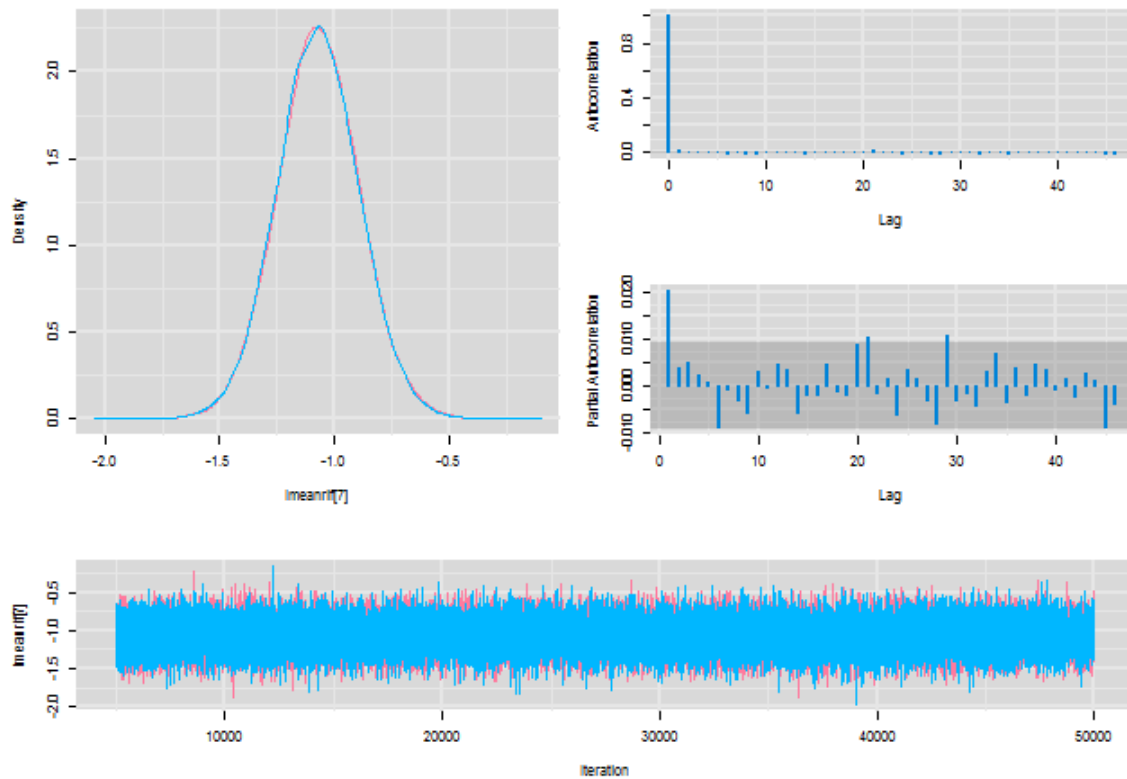 Density
2.0
1.5
1.0
0.5
0.0
-2.0 -1.5 -1.0 -0.5
lmeanrif[7]
Autocorrelation
0.8
0.4
0.0
0 10 20 30 40
Lag
Partial Autocorrelation
0.020
0.010
0.000
-0.010
0 10 20 30 40
Lag
lmeanrif[7]
-0.5
-1.0
-1.5
-2.0
10000 20000 30000 40000 50000
Iteration